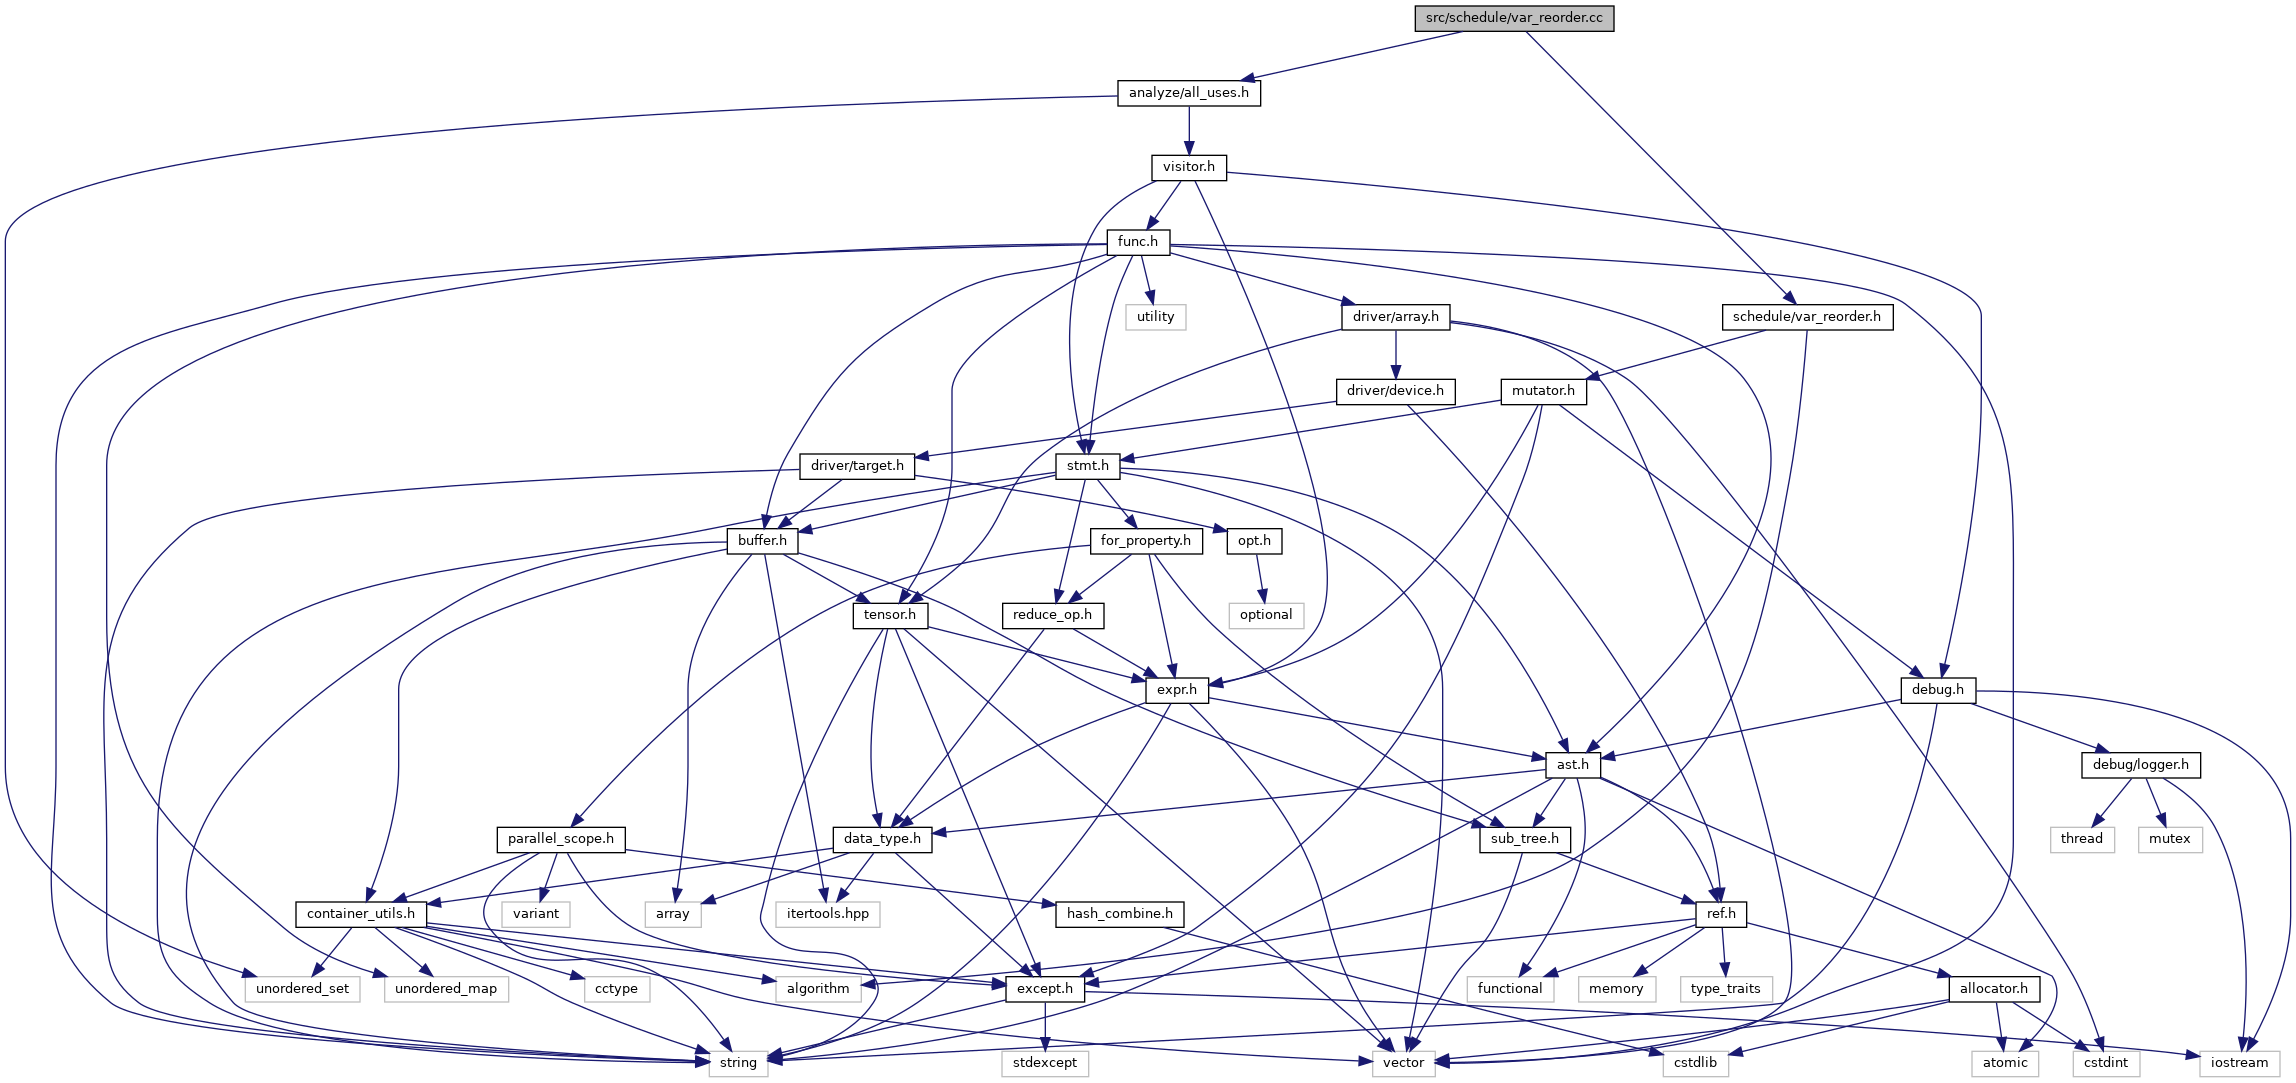 src/schedule/var_reorder.cc
analyze/all_uses.h
visitor.h
func.h
utility
driver/array.h
schedule/var_reorder.h
driver/device.h
mutator.h
driver/target.h
stmt.h
buffer.h
for_property.h
opt.h
tensor.h
reduce_op.h
optional
expr.h
debug.h
ast.h
debug/logger.h
parallel_scope.h
data_type.h
sub_tree.h
thread
mutex
container_utils.h
variant
array
itertools.hpp
hash_combine.h
ref.h
unordered_set
unordered_map
cctype
algorithm
except.h
functional
memory
type_traits
allocator.h
string
stdexcept
vector
cstdlib
atomic
cstdint
iostream